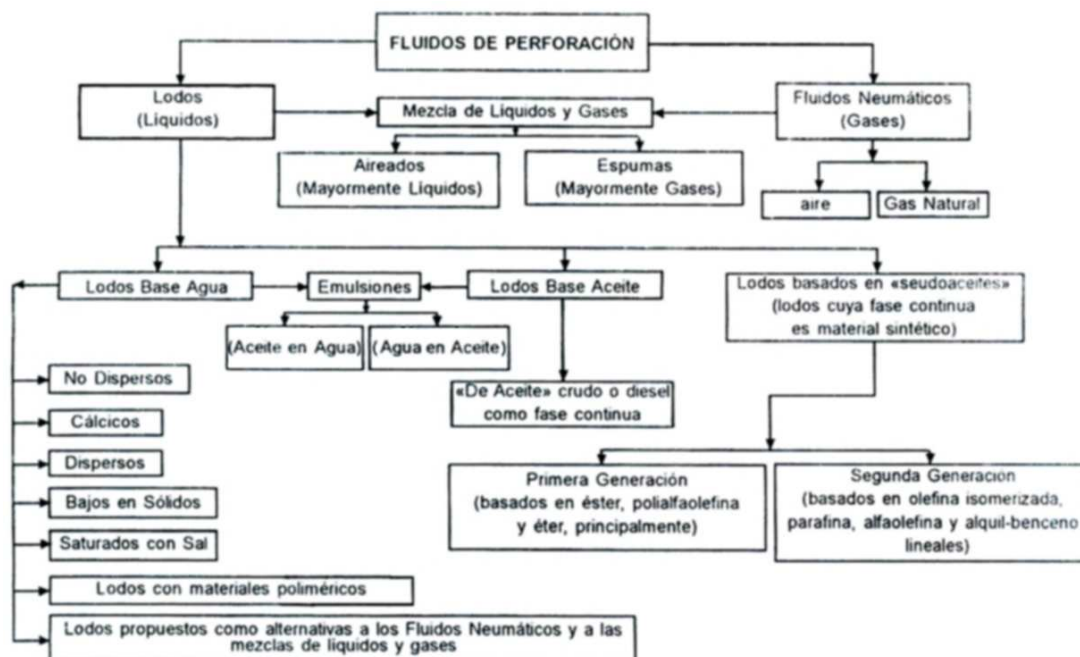 FLUIDOS DE PERFORACIÓN
Lodos
(Líquidos)
Mezcla de Líquidos y Gases
Fluidos Neumáticos
(Gases)
Aireados
(Mayormente Líquidos)
Espumas
(Mayormente Gases)
aire
Gas Natural
Lodos Base Agua
Emulsiones
Lodos Base Aceite
Lodos basados en «seudoaceites»
(lodos cuya fase continua
es material sintético)
(Aceite en Agua)
(Agua en Aceite)
«De Aceite» crudo o diesel
como fase continua
No Dispersos
Cálcicos
Dispersos
Bajos en Sólidos
Saturados con Sal
Lodos con materiales poliméricos
Lodos propuestos como alternativas a los Fluidos Neumáticos y a las
mezclas de líquidos y gases
Primera Generación
(basados en éster, polialfaolefina
y éter, principalmente)
Segunda Generación
(basados en olefina isomerizada,
parafina, alfaolefina y alquil-benceno
lineales)